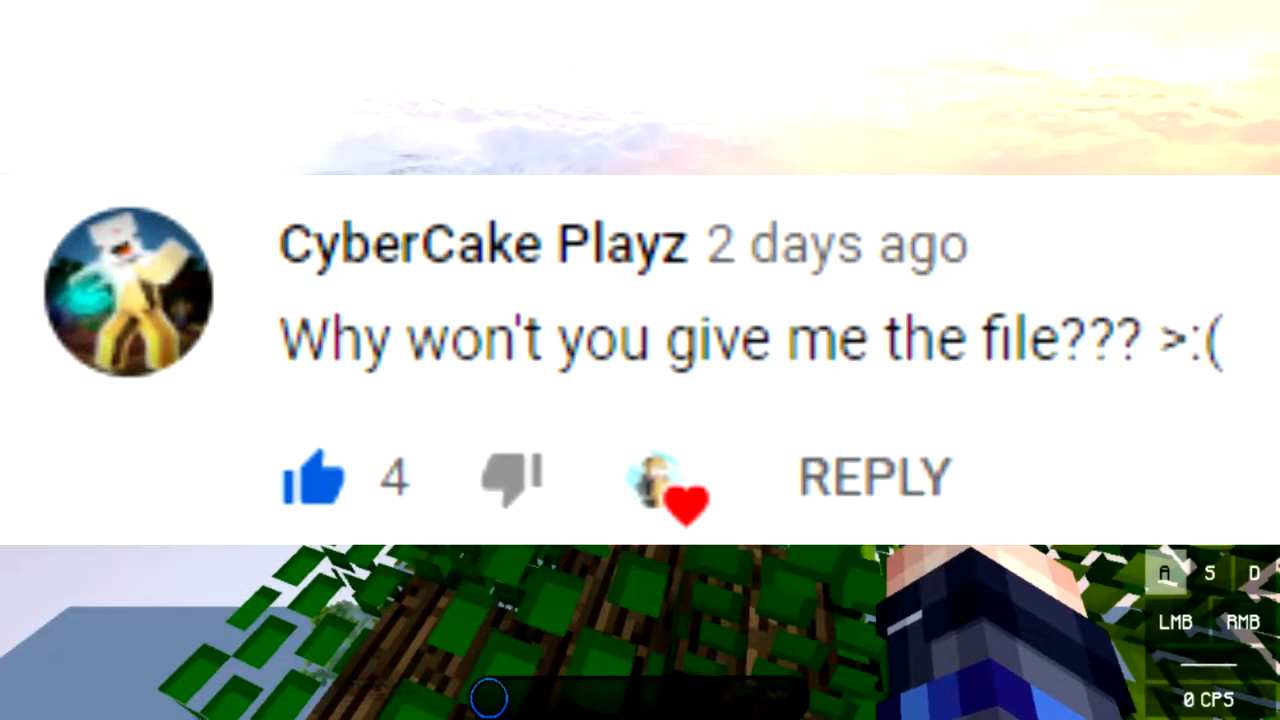 CyberCake Playz 2 days ago
Why won't you give me the file??? >:(
4 REPLY
A S D
LMB RMB
0 CPS